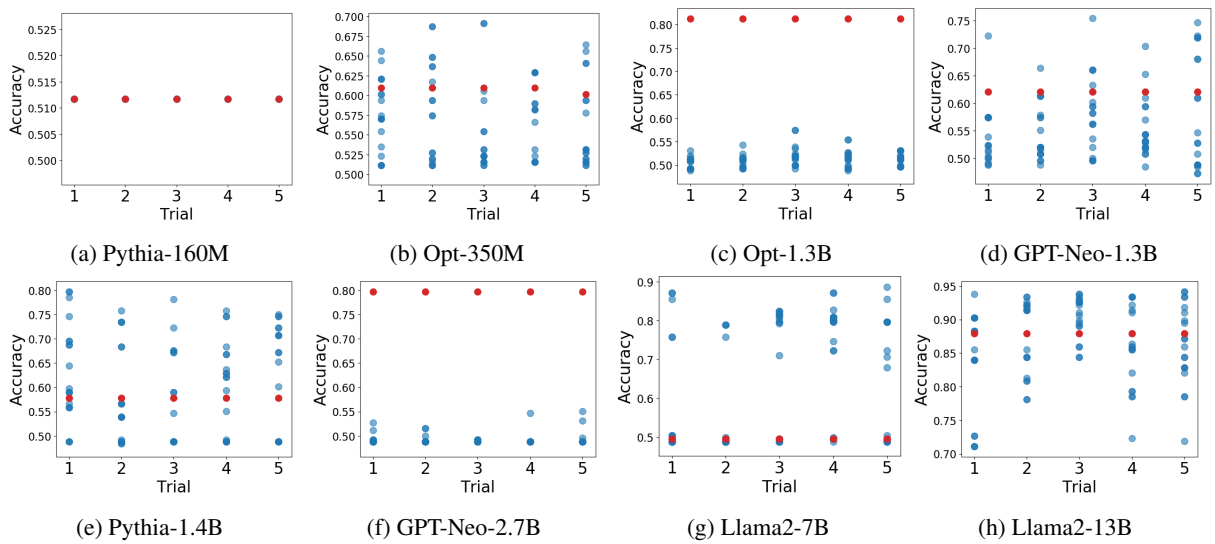 Accuracy
0.525
0.520
0.515
0.510
0.505
0.500
1 2 3 4 5
Trial
(a) Pythia-160M
Accuracy
0.700
0.675
0.650
0.625
0.600
0.575
0.550
0.525
0.500
1 2 3 4 5
Trial
(b) Opt-350M
Accuracy
0.80
0.75
0.70
0.65
0.60
0.55
0.50
1 2 3 4 5
Trial
(c) Opt-1.3B
Accuracy
0.75
0.70
0.65
0.60
0.55
0.50
1 2 3 4 5
Trial
(d) GPT-Neo-1.3B
Accuracy
0.80
0.75
0.70
0.65
0.60
0.55
0.50
1 2 3 4 5
Trial
(e) Pythia-1.4B
Accuracy
0.80
0.75
0.70
0.65
0.60
0.55
0.50
1 2 3 4 5
Trial
(f) GPT-Neo-2.7B
Accuracy
0.9
0.8
0.7
0.6
0.5
1 2 3 4 5
Trial
(g) Llama2-7B
Accuracy
0.95
0.90
0.85
0.80
0.75
0.70
1 2 3 4 5
Trial
(h) Llama2-13B